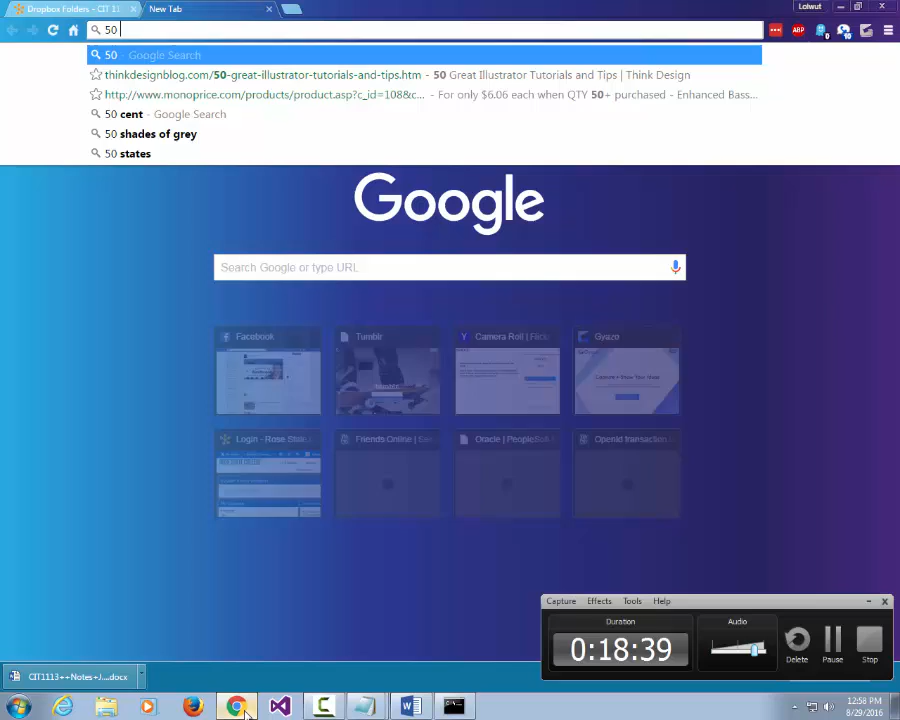 Dropbox Folders - CIT 11
New Tab
Lolwut
50
50 - Google Search
thinkdesignblog.com/50-great-illustrator-tutorials-and-tips.htm - 50 Great Illustrator Tutorials and Tips | Think Design
http://www.monoprice.com/products/product.asp?c_id=108&c... - For only $6.06 each when QTY 50+ purchased - Enhanced Bass...
50 cent - Google Search
50 shades of grey
50 states
ABP
0
10
Google
Search Google or type URL
Facebook
Tumblr
Camera Roll | Flickr
Gyazo
Login - Rose State
Friends Online | Se
Oracle | PeopleSoft
OpenId transaction
Capture Effects Tools Help
Duration
Audio
0:18:39
Delete
Pause
Stop
CIT1113++Notes+J....docx
12:58 PM
8/29/2016